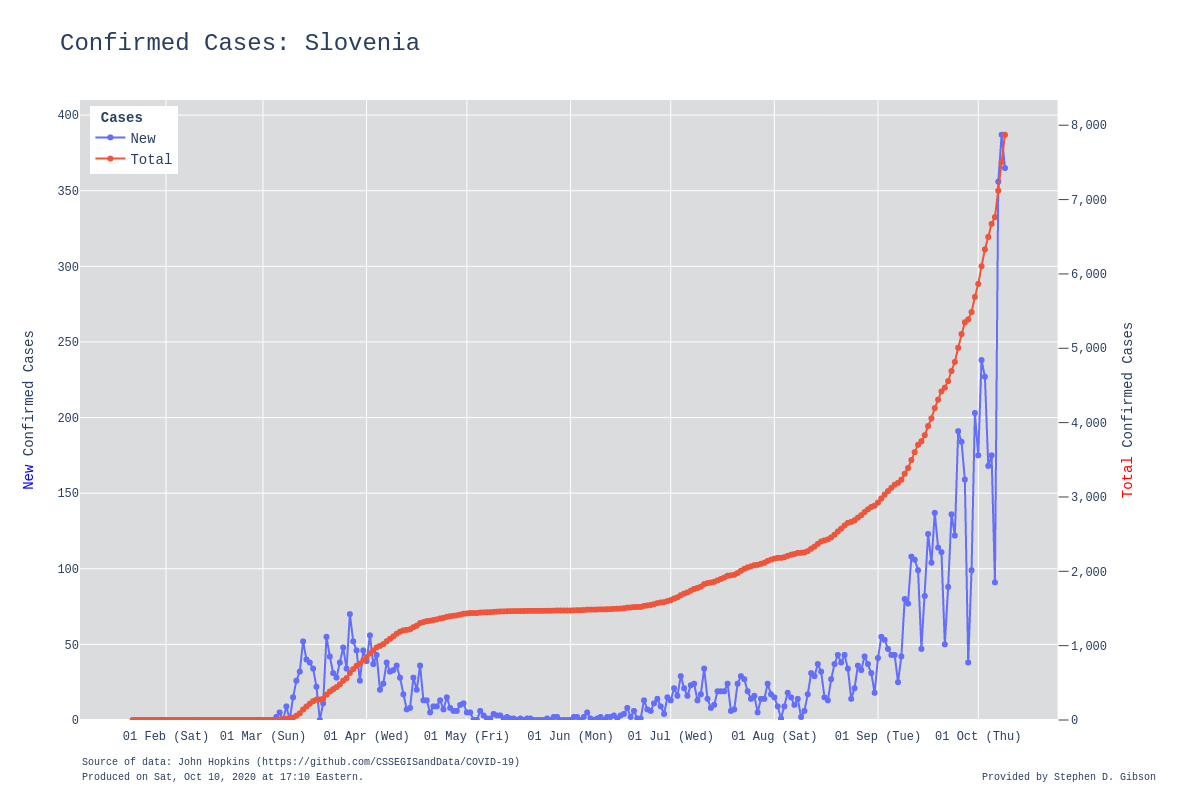 Confirmed Cases: Slovenia
Cases
New
Total
400
350
300
250
200
150
100
50
0
8,000
7,000
6,000
5,000
4,000
3,000
2,000
1,000
0
New Confirmed Cases
Total Confirmed Cases
01 Feb (Sat)
01 Mar (Sun)
01 Apr (Wed)
01 May (Fri)
01 Jun (Mon)
01 Jul (Wed)
01 Aug (Sat)
01 Sep (Tue)
01 Oct (Thu)
Source of data: John Hopkins (https://github.com/CSSEGISandData/COVID-19)
Produced on Sat, Oct 10, 2020 at 17:10 Eastern.
Provided by Stephen D. Gibson